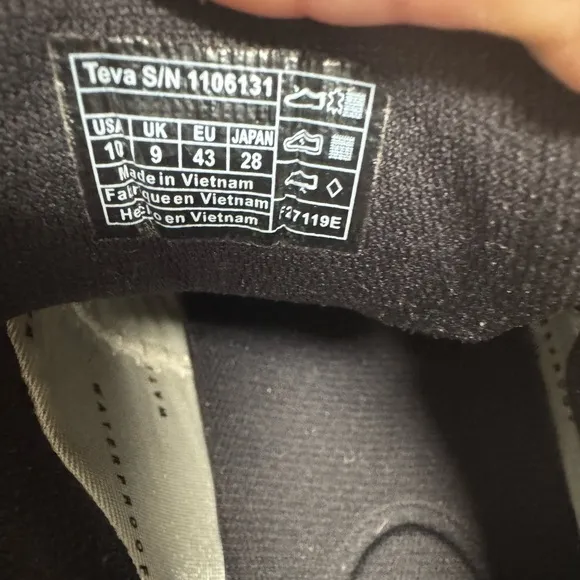 Teva S/N 1106131
USA UK EU JAPAN
10 9 43 28
Made in Vietnam
Fabrique en Vietnam
Hecho en Vietnam
F27119E
WATERPROOF